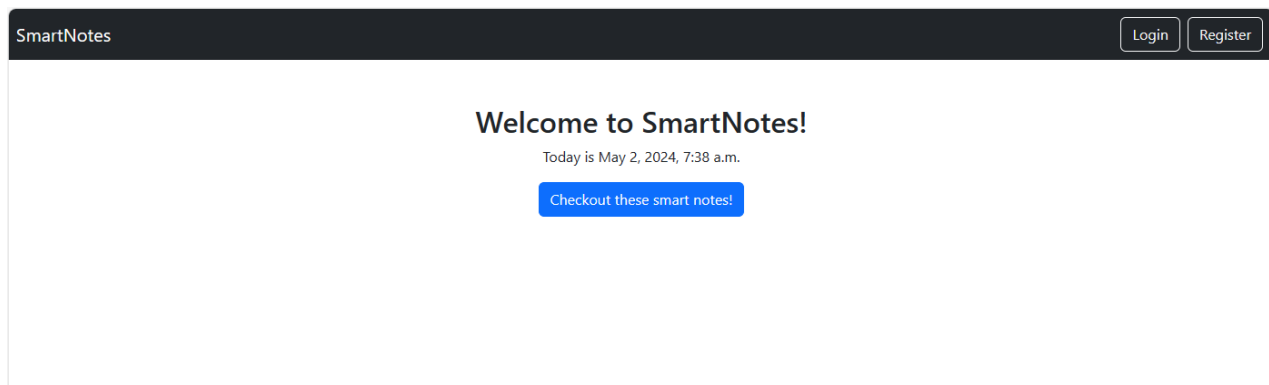 SmartNotes
Login
Register
Welcome to SmartNotes!
Today is May 2, 2024, 7:38 a.m.
Checkout these smart notes!